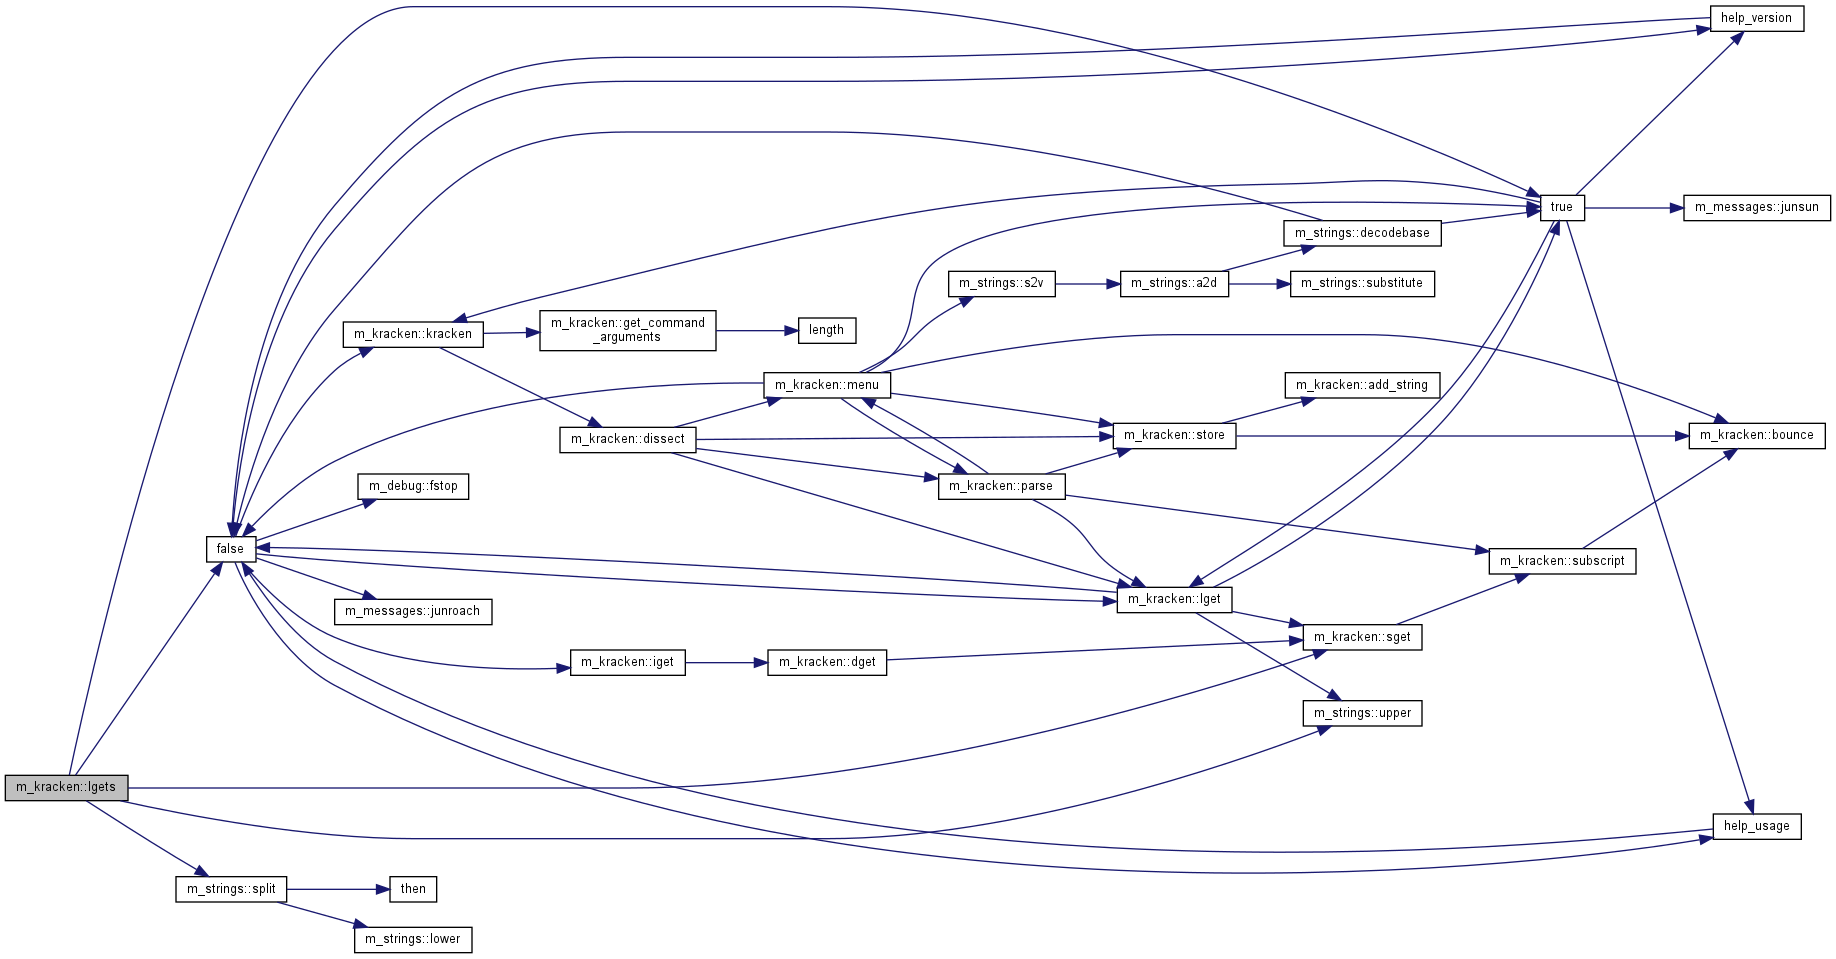 help_version
true
m_messages::junsun
m_strings::decodebase
m_strings::s2v
m_strings::a2d
m_strings::substitute
m_kracken::kracken
m_kracken::get_command
_arguments
length
m_kracken::menu
m_kracken::add_string
m_kracken::dissect
m_kracken::store
m_kracken::bounce
m_debug::fstop
m_kracken::parse
false
m_kracken::subscript
m_messages::junroach
m_kracken::lget
m_kracken::sget
m_kracken::iget
m_kracken::dget
m_strings::upper
m_kracken::lgets
help_usage
m_strings::split
then
m_strings::lower